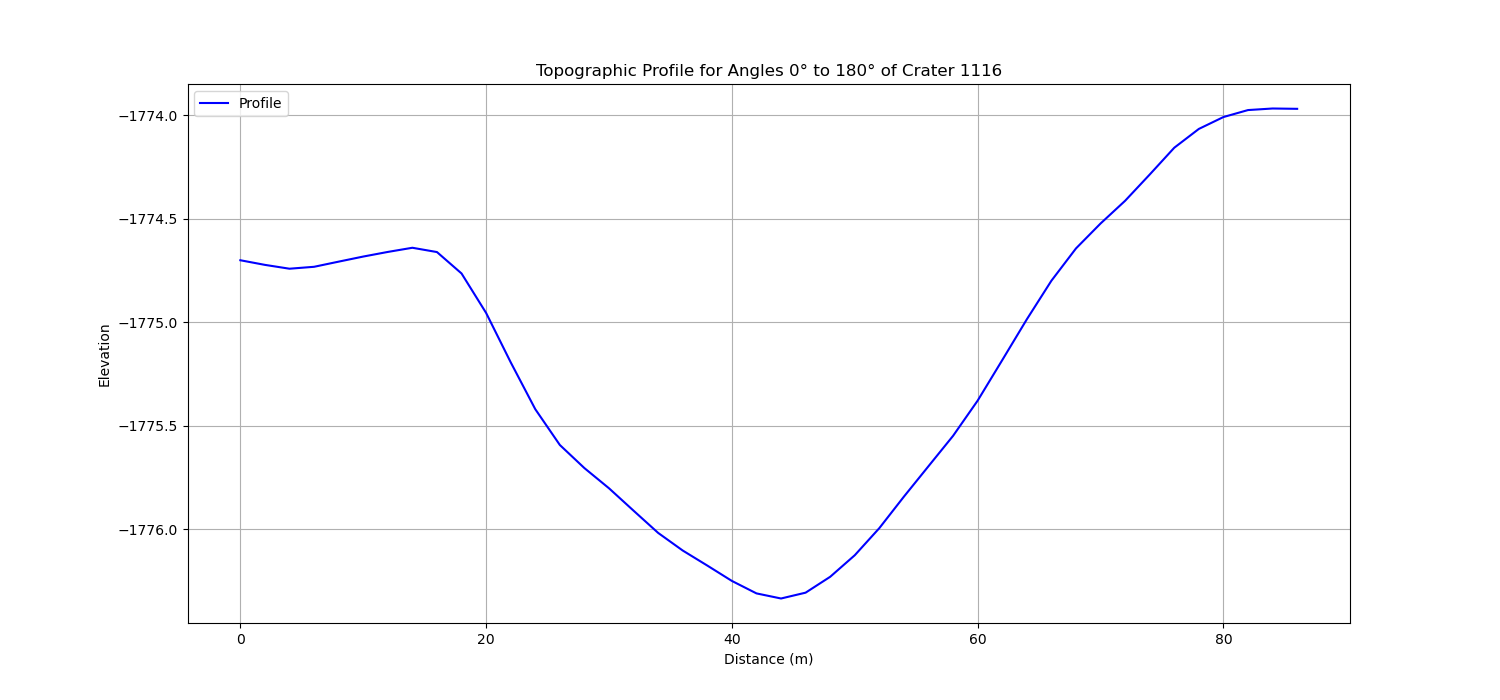 Topographic Profile for Angles 0° to 180° of Crater 1116
Profile
−1774.0
−1774.5
−1775.0
−1775.5
−1776.0
Elevation
0 20 40 60 80
Distance (m)